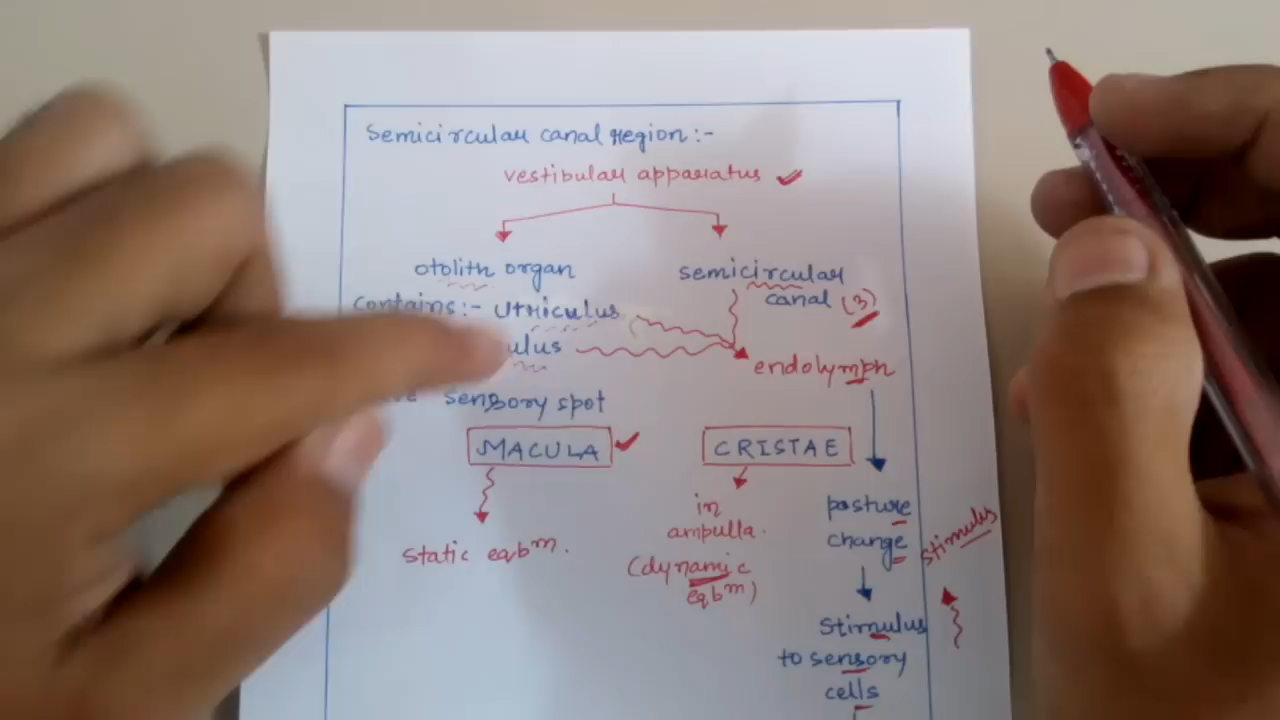 Semicircular canal region :-
vestibular apparatus
otolith organ
semicircular
canal (3)
contains :- Utriculus
endolymph
sensory spot
MACULA
CRISTAE
static eqbm.
in
ampulla.
(dynamic
eqbm)
posture
change
stimulus
stimulus
to sensory
cells